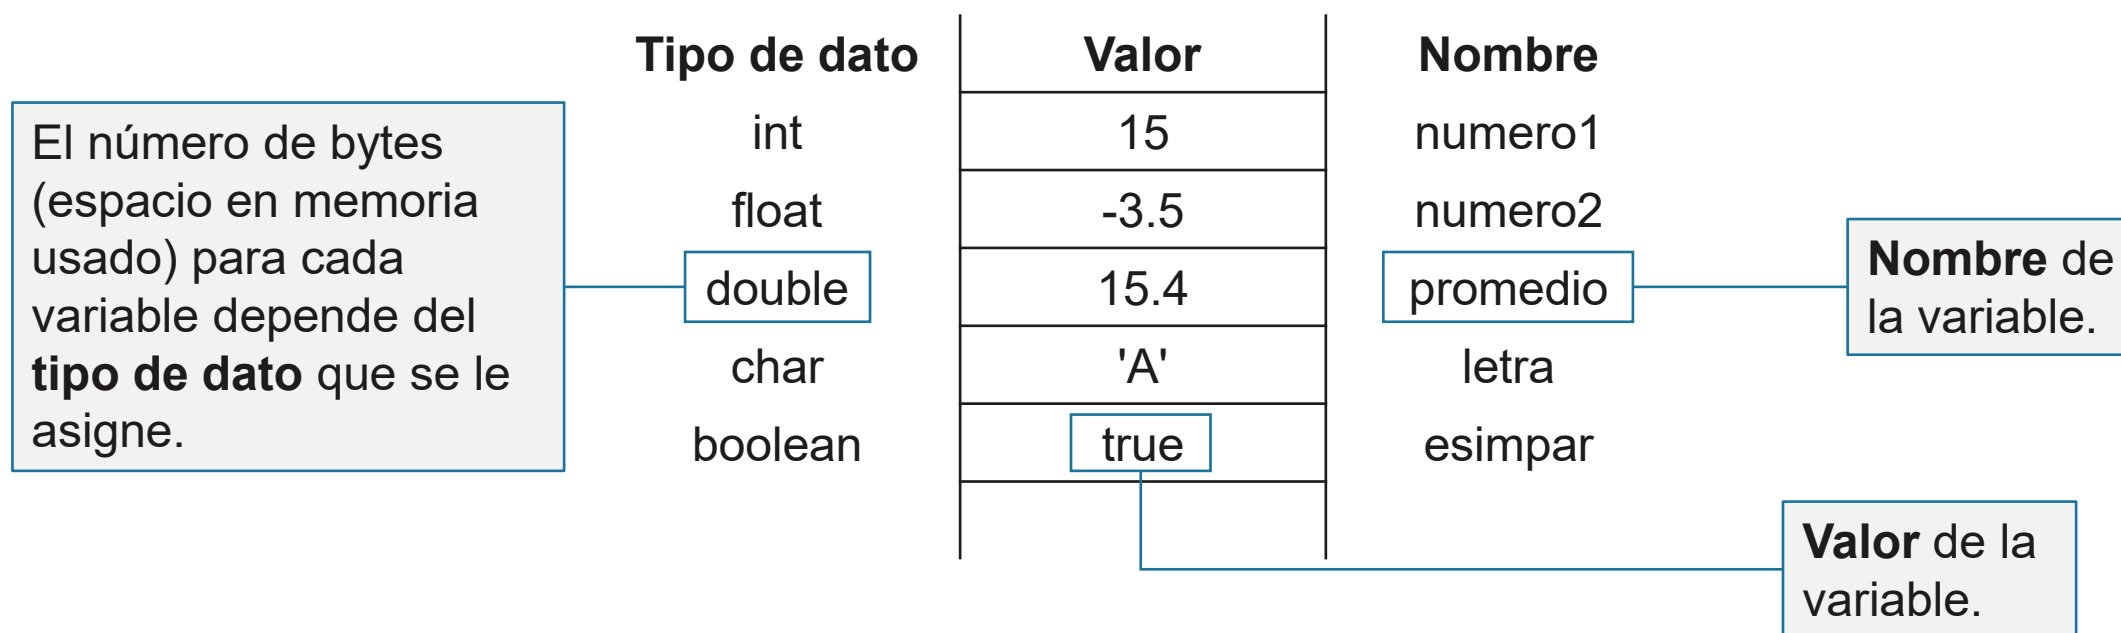 Tipo de dato Valor Nombre
int 15 numero1
float -3.5 numero2
double 15.4 promedio
char 'A' letra
boolean true esimpar
El número de bytes
(espacio en memoria
usado) para cada
variable depende del
tipo de dato que se le
asigne.
Nombre de
la variable.
Valor de la
variable.